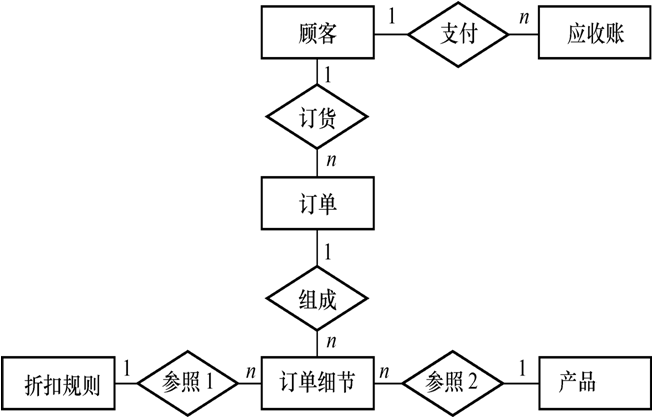 顾客 1 支付 n 应收账
1
订货
n
订单
1
组成
n
折扣规则 1 参照1 n 订单细节 n 参照2 1 产品